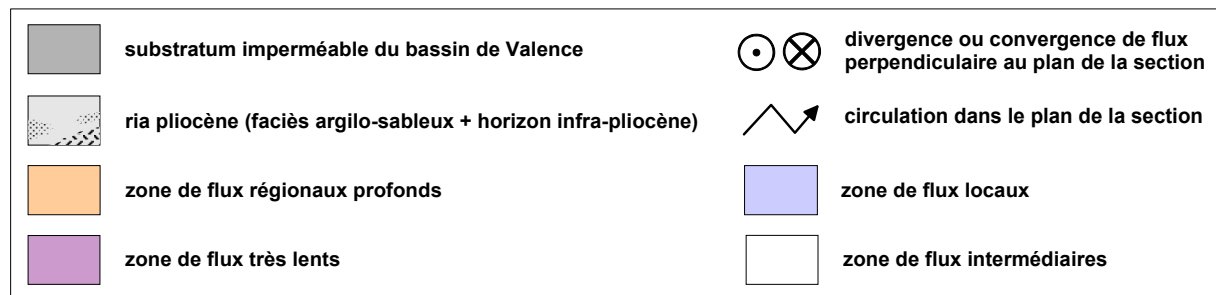 substratum imperméable du bassin de Valence
ria pliocène (faciès argilo-sableux + horizon infra-pliocène)
zone de flux régionaux profonds
zone de flux très lents
divergence ou convergence de flux
perpendiculaire au plan de la section
circulation dans le plan de la section
zone de flux locaux
zone de flux intermédiaires